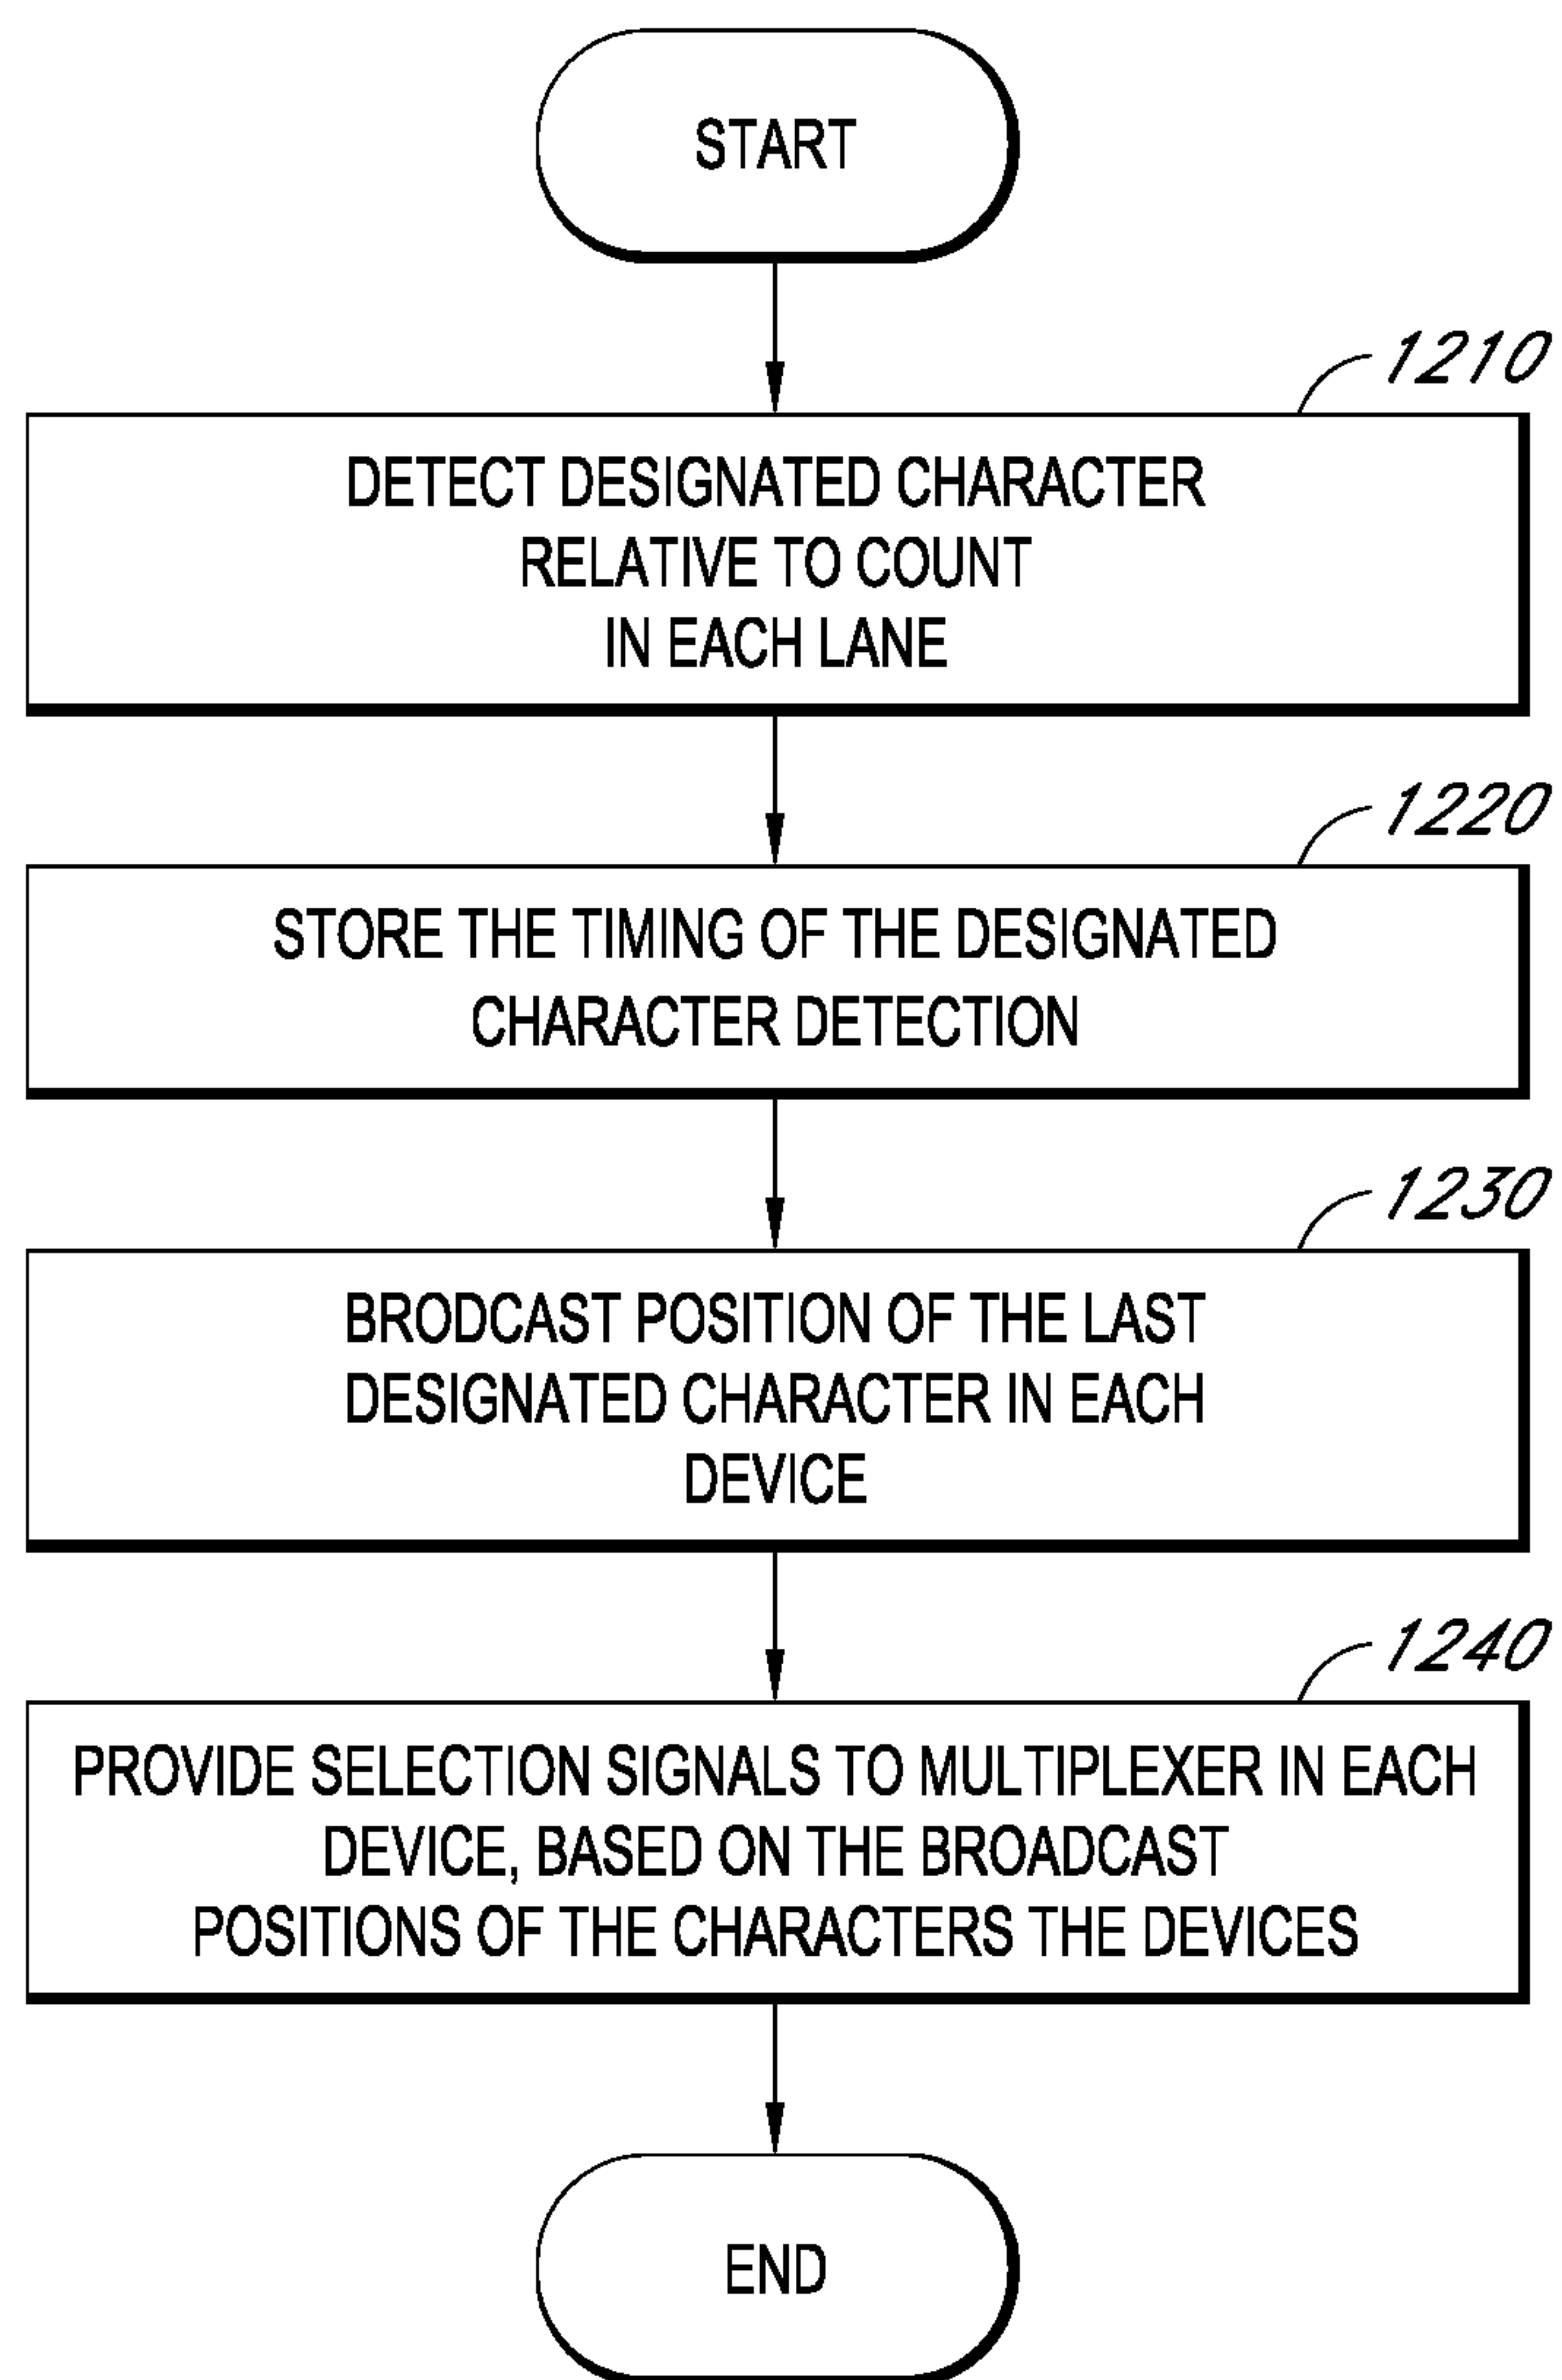 START
1210
DETECT DESIGNATED CHARACTER
RELATIVE TO COUNT
IN EACH LANE
1220
STORE THE TIMING OF THE DESIGNATED
CHARACTER DETECTION
1230
BRODCAST POSITION OF THE LAST
DESIGNATED CHARACTER IN EACH
DEVICE
1240
PROVIDE SELECTION SIGNALS TO MULTIPLEXER IN EACH
DEVICE, BASED ON THE BROADCAST
POSITIONS OF THE CHARACTERS THE DEVICES
END